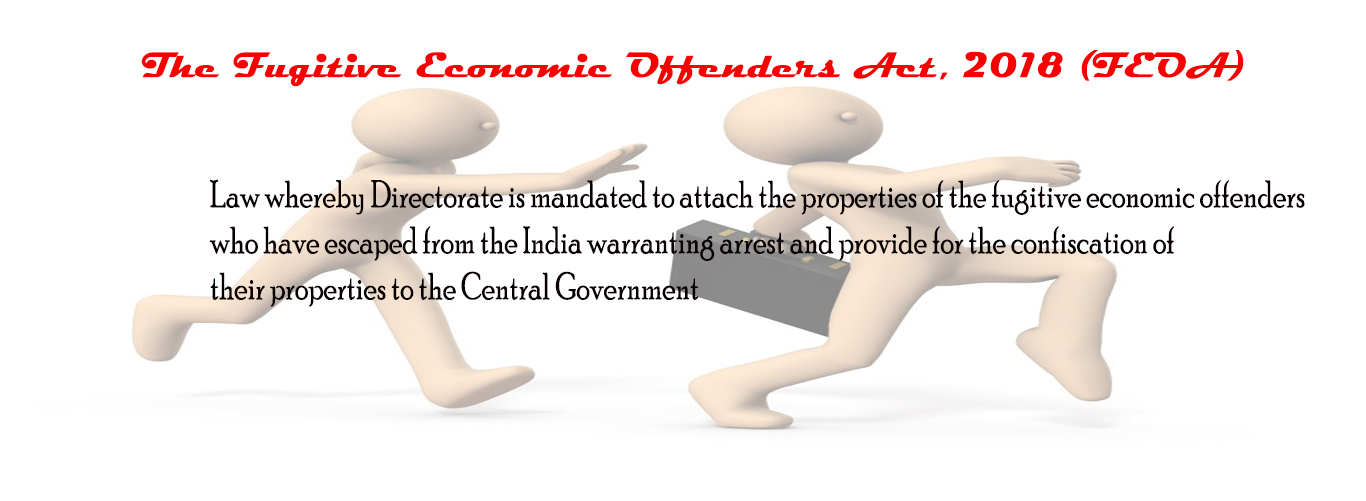 The Fugitive Economic Offenders Act, 2018 (FEOA)
Law whereby Directorate is mandated to attach the properties of the fugitive economic offenders
who have escaped from the India warranting arrest and provide for the confiscation of
their properties to the Central Government